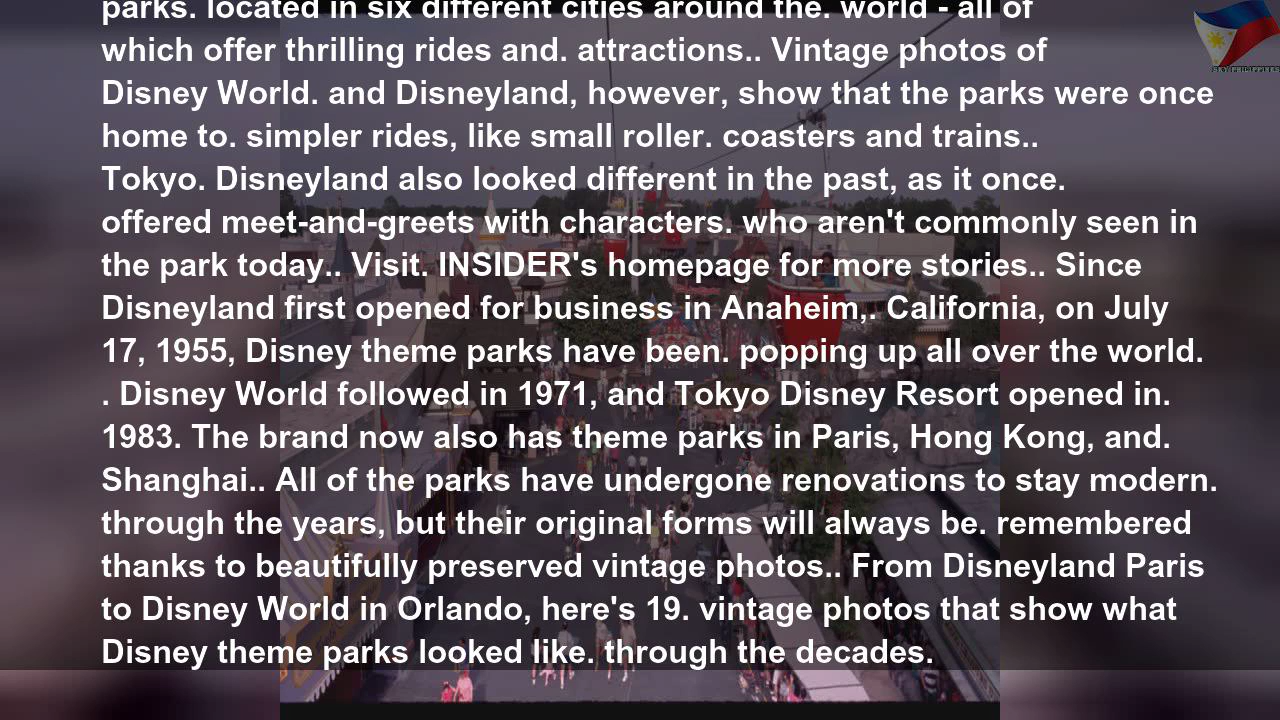 parks. located in six different cities around the. world - all of
which offer thrilling rides and. attractions.. Vintage photos of
Disney World. and Disneyland, however, show that the parks were once
home to. simpler rides, like small roller. coasters and trains..
Tokyo. Disneyland also looked different in the past, as it once.
offered meet-and-greets with characters. who aren't commonly seen in
the park today.. Visit. INSIDER's homepage for more stories.. Since
Disneyland first opened for business in Anaheim,. California, on July
17, 1955, Disney theme parks have been. popping up all over the world.
. Disney World followed in 1971, and Tokyo Disney Resort opened in.
1983. The brand now also has theme parks in Paris, Hong Kong, and.
Shanghai.. All of the parks have undergone renovations to stay modern.
through the years, but their original forms will always be. remembered
thanks to beautifully preserved vintage photos.. From Disneyland Paris
to Disney World in Orlando, here's 19. vintage photos that show what
Disney theme parks looked like. through the decades.